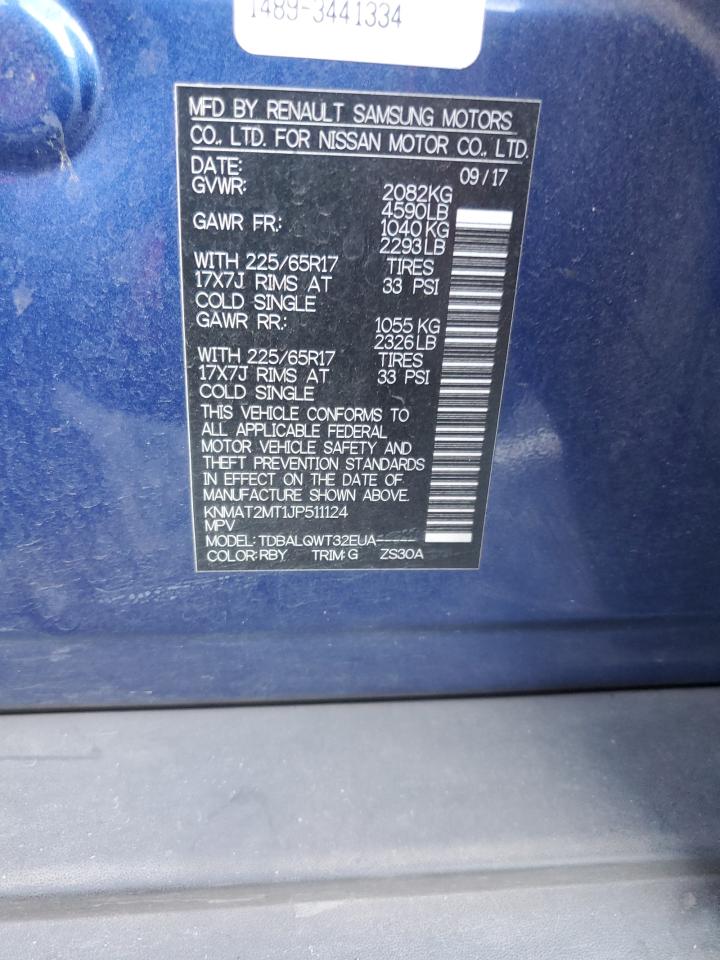 1489-3441334
MFD BY RENAULT SAMSUNG MOTORS
CO., LTD. FOR NISSAN MOTOR CO., LTD.
DATE: 09/17
GVWR: 2082KG
4590LB
GAWR FR.: 1040KG
2293LB
WITH 225/65R17 TIRES
17X7J RIMS AT 33 PSI
COLD SINGLE
GAWR RR.: 1055 KG
2326LB
WITH 225/65R17 TIRES
17X7J RIMS AT 33 PSI
COLD SINGLE
THIS VEHICLE CONFORMS TO
ALL APPLICABLE FEDERAL
MOTOR VEHICLE SAFETY AND
THEFT PREVENTION STANDARDS
IN EFFECT ON THE DATE OF
MANUFACTURE SHOWN ABOVE.
KNMAT2MT1JP511124
MPV
MODEL: TDBALQWT32EUA-----
COLOR: RBY TRIM: G ZS30A